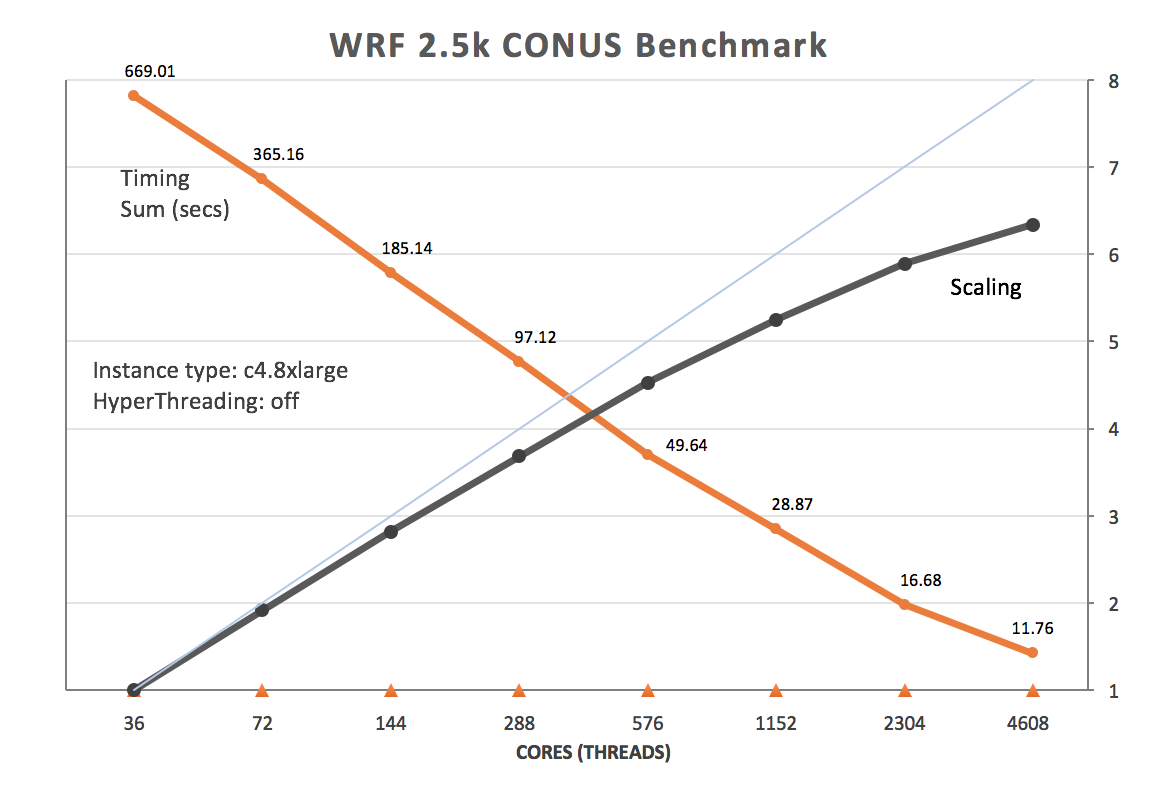 WRF 2.5k CONUS Benchmark
669.01
8
365.16
7
Timing
Sum (secs)
185.14
6
Scaling
97.12
5
Instance type: c4.8xlarge
HyperThreading: off
49.64
4
28.87
3
16.68
2
11.76
1
36 72 144 288 576 1152 2304 4608
CORES (THREADS)